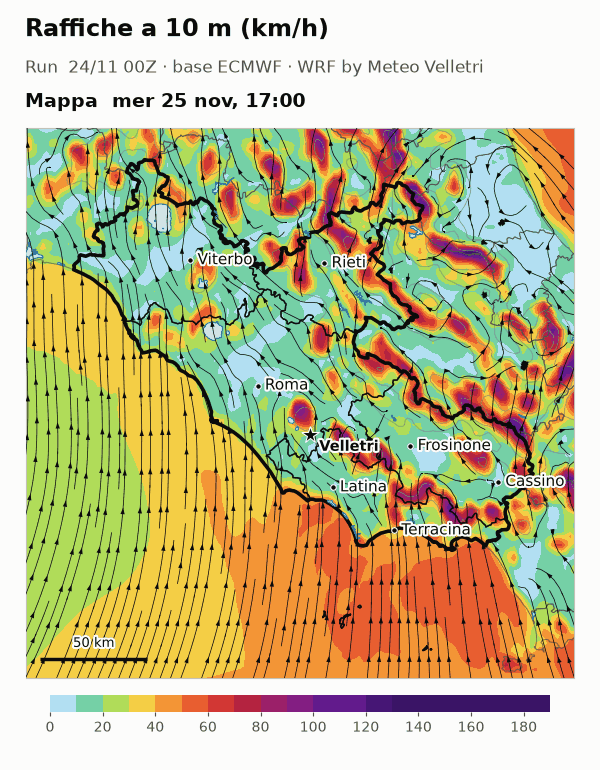 Raffiche a 10 m (km/h)
Run  24/11 00Z · base ECMWF · WRF by Meteo Velletri
Mappa  mer 25 nov, 17:00
Viterbo
Rieti
Roma
Velletri
Frosinone
Latina
Cassino
Terracina
50 km
0 20 40 60 80 100 120 140 160 180